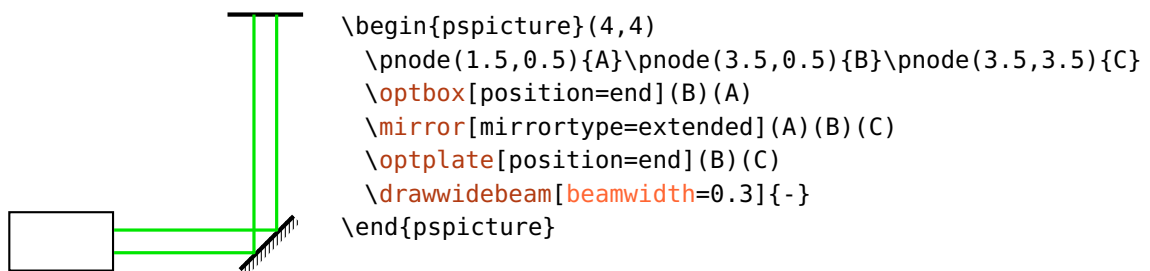 \begin{pspicture}(4,4)
  \pnode(1.5,0.5){A}\pnode(3.5,0.5){B}\pnode(3.5,3.5){C}
  \optbox[position=end](B)(A)
  \mirror[mirrortype=extended](A)(B)(C)
  \optplate[position=end](B)(C)
  \drawwidebeam[beamwidth=0.3]{-}
\end{pspicture}